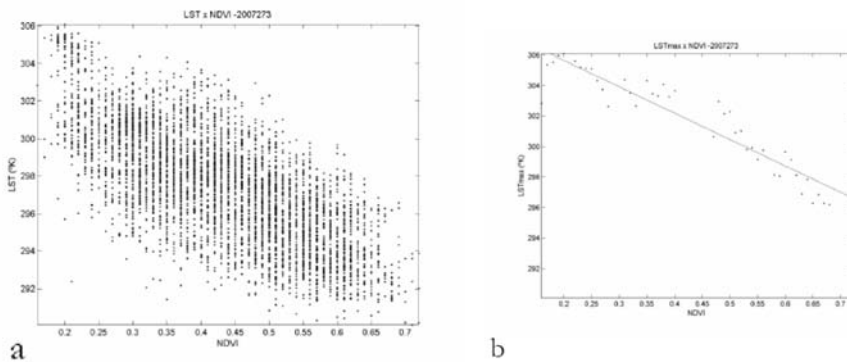 LST x NDVI -2007273
306
304
302
300
298
296
294
292
LST (°K)
0.2 0.25 0.3 0.35 0.4 0.45 0.5 0.55 0.6 0.65 0.7
NDVI
a
LSTmax x NDVI -2007273
306
304
302
300
298
296
294
292
LSTmax (°K)
0.2 0.25 0.3 0.35 0.4 0.45 0.5 0.55 0.6 0.65 0.7
NDVI
b